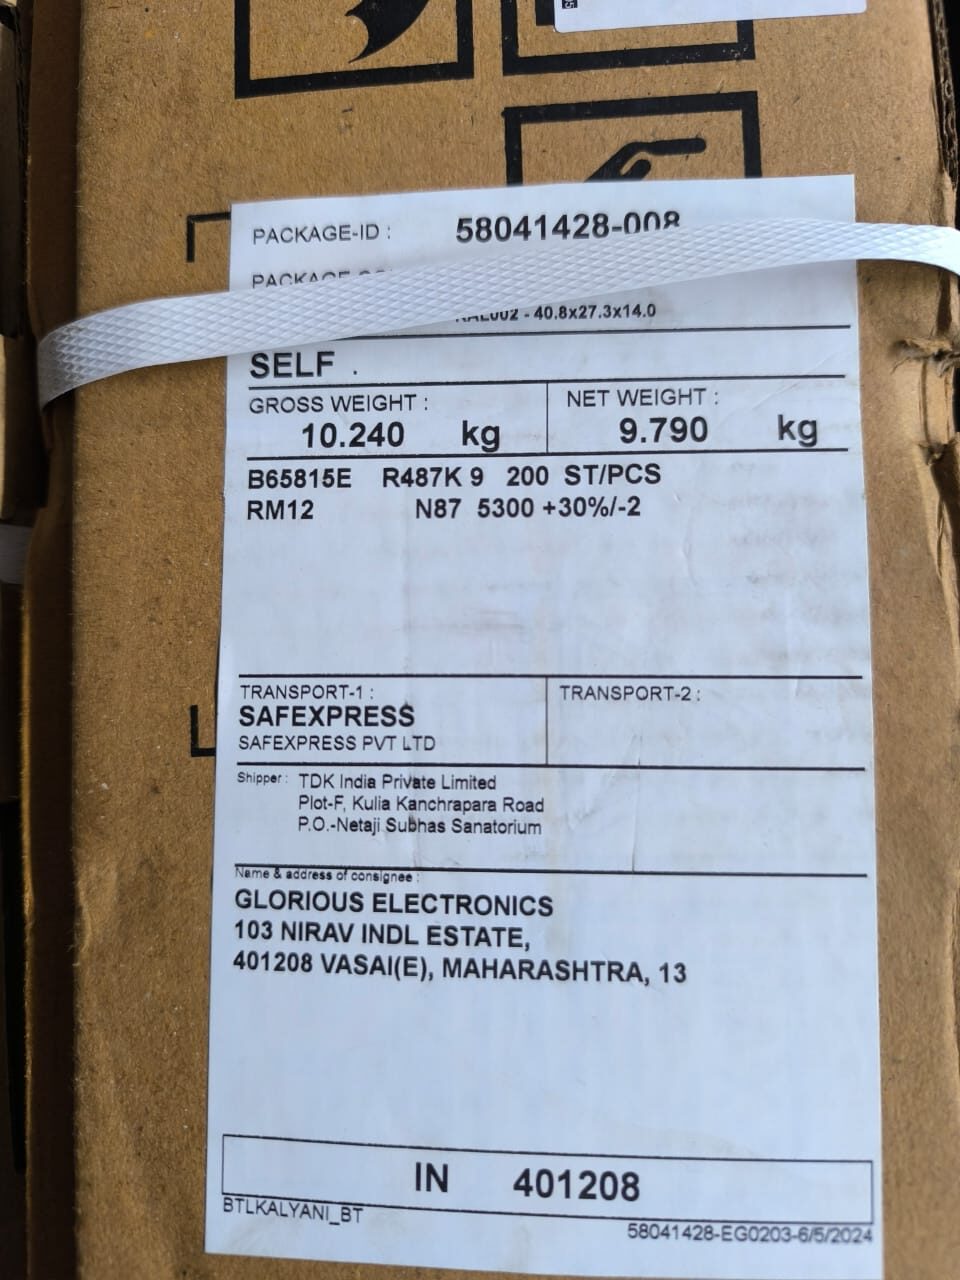 PACKAGE-ID : 58041428-008
PACKAGE
- 40.8x27.3x14.0
SELF .
GROSS WEIGHT : NET WEIGHT :
10.240 kg 9.790 kg
B65815E R487K 9 200 ST/PCS
RM12 N87 5300 +30%/-2
TRANSPORT-1 : TRANSPORT-2 :
SAFEXPRESS
SAFEXPRESS PVT LTD
Shipper : TDK India Private Limited
Plot-F, Kulia Kanchrapara Road
P.O.-Netaji Subhas Sanatorium
Name & address of consignee :
GLORIOUS ELECTRONICS
103 NIRAV INDL ESTATE,
401208 VASAI(E), MAHARASHTRA, 13
IN 401208
BTLKALYANI_BT
58041428-EG0203-6/5/2024